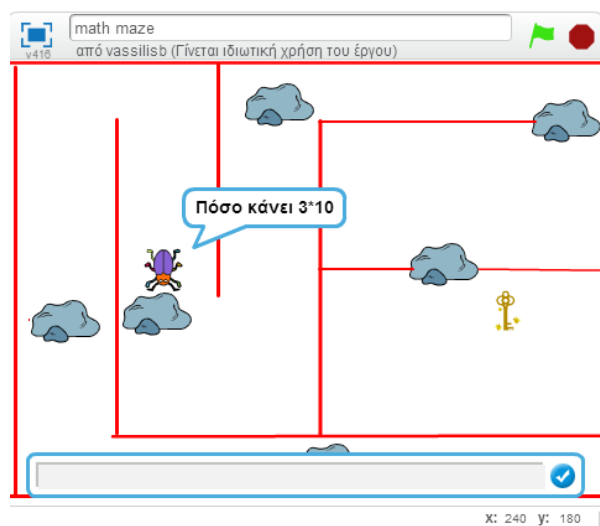 math maze
v416
από vassilisb (Γίνεται ιδιωτική χρήση του έργου)
Πόσο κάνει 3*10
x: 240 y: 180